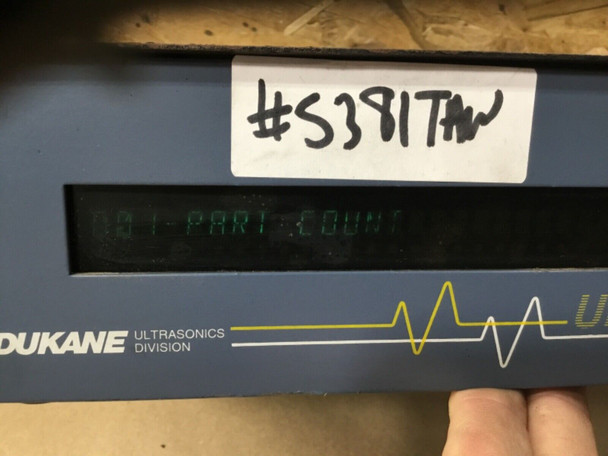 #S381TAW
PART COUNT
DUKANE
ULTRASONICS
DIVISION